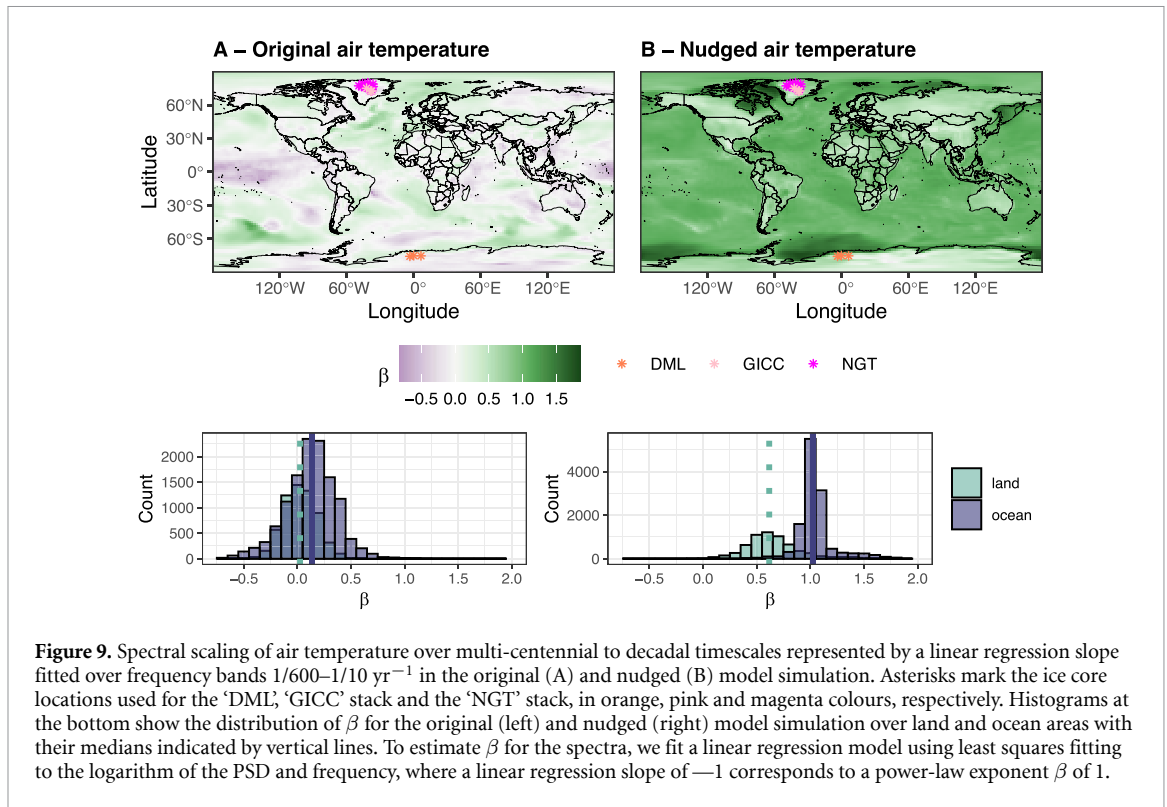 A – Original air temperature
B – Nudged air temperature
Latitude
60°N
30°N
0°
30°S
60°S
120°W 60°W 0° 60°E 120°E
120°W 60°W 0° 60°E 120°E
Longitude
Longitude
β
−0.5 0.0 0.5 1.0 1.5
DML GICC NGT
Count
2000
1500
1000
500
0
−0.5 0.0 0.5 1.0 1.5 2.0
β
Count
4000
2000
0
−0.5 0.0 0.5 1.0 1.5 2.0
β
land
ocean
Figure 9. Spectral scaling of air temperature over multi-centennial to decadal timescales represented by a linear regression slope
fitted over frequency bands 1/600–1/10 yr−1 in the original (A) and nudged (B) model simulation. Asterisks mark the ice core
locations used for the ‘DML’, ‘GICC’ stack and the ‘NGT’ stack, in orange, pink and magenta colours, respectively. Histograms at
the bottom show the distribution of β for the original (left) and nudged (right) model simulation over land and ocean areas with
their medians indicated by vertical lines. To estimate β for the spectra, we fit a linear regression model using least squares fitting
to the logarithm of the PSD and frequency, where a linear regression slope of —1 corresponds to a power-law exponent β of 1.